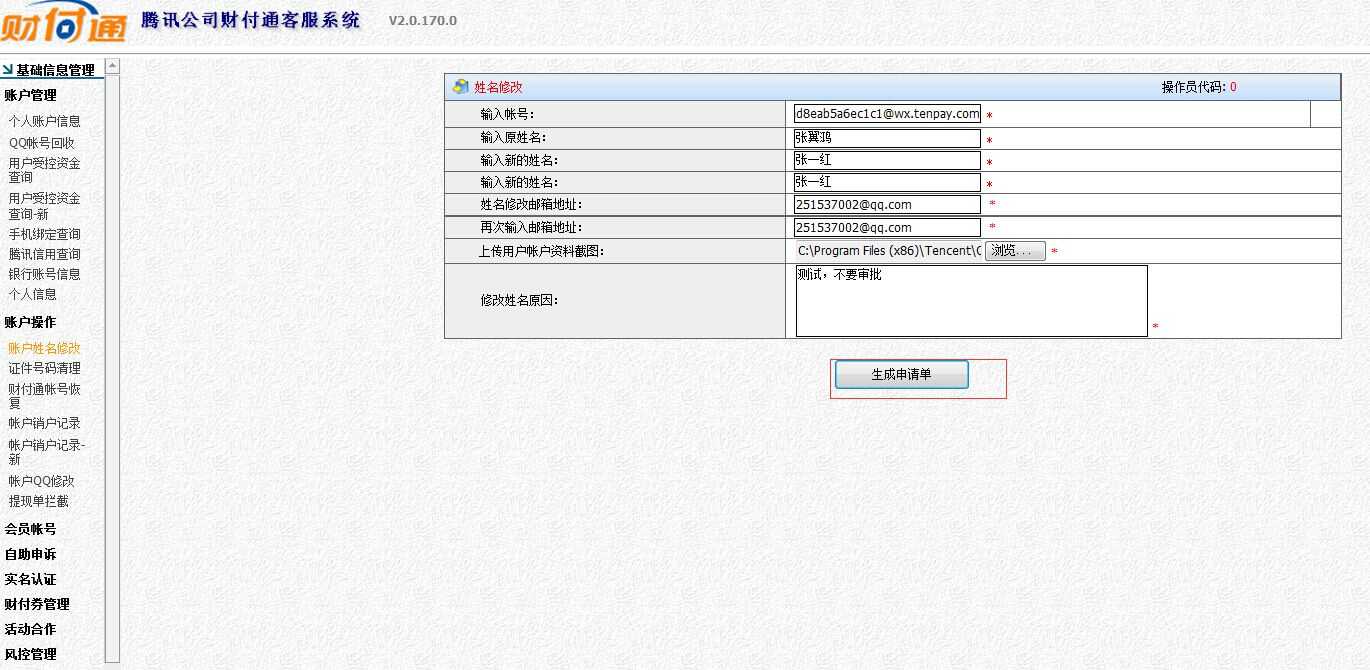 财付通
腾讯公司财付通客服系统 V2.0.170.0
基础信息管理
账户管理
个人账户信息
QQ帐号回收
用户受控资金
查询
用户受控资金
查询-新
手机绑定查询
腾讯信用查询
银行账号信息
个人信息
账户操作
账户姓名修改
证件号码清理
财付通帐号恢
复
帐户销户记录
帐户销户记录-
新
帐户QQ修改
提现单拦截
会员帐号
自助申诉
实名认证
财付券管理
活动合作
风控管理
姓名修改 操作员代码: 0
输入帐号: d8eab5a6ec1c1@wx.tenpay.com *
输入原姓名: 张翼鸿 *
输入新的姓名: 张一红 *
输入新的姓名: 张一红 *
姓名修改邮箱地址: 251537002@qq.com *
再次输入邮箱地址: 251537002@qq.com *
上传用户帐户资料截图: C:\Program Files (x86)\Tencent\ 浏览... *
修改姓名原因: 测试，不要审批 *
生成申请单